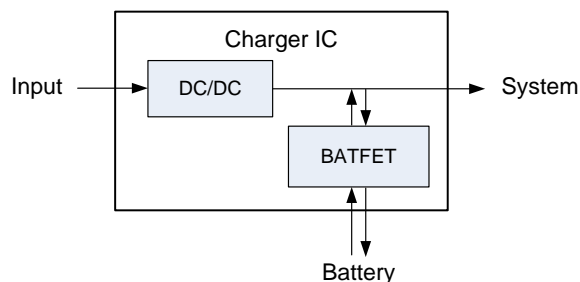 Charger IC
Input
DC/DC
System
BATFET
Battery